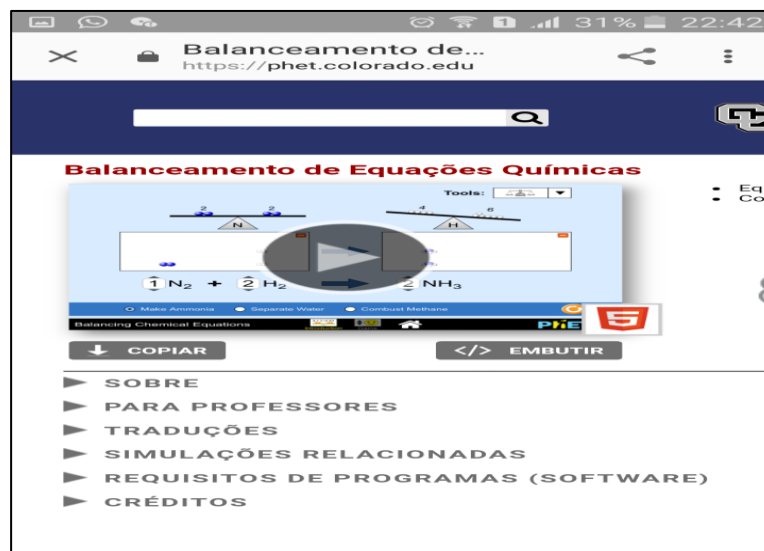 31% 22:42
Balanceamento de...
https://phet.colorado.edu
Balanceamento de Equações Químicas
Eq
Co
Tools:
2 2 4 6
N H
1 N₂ + 2 H₂ 2 NH₃
Make Ammonia Separate Water Combust Methane
Balancing Chemical Equations PhET
5
COPIAR </> EMBUTIR
SOBRE
PARA PROFESSORES
TRADUÇÕES
SIMULAÇÕES RELACIONADAS
REQUISITOS DE PROGRAMAS (SOFTWARE)
CRÉDITOS